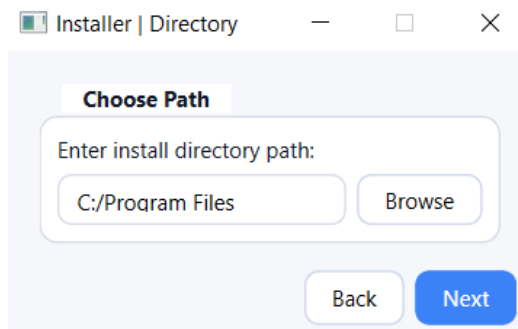 Installer | Directory
Choose Path
Enter install directory path:
C:/Program Files
Browse
Back
Next